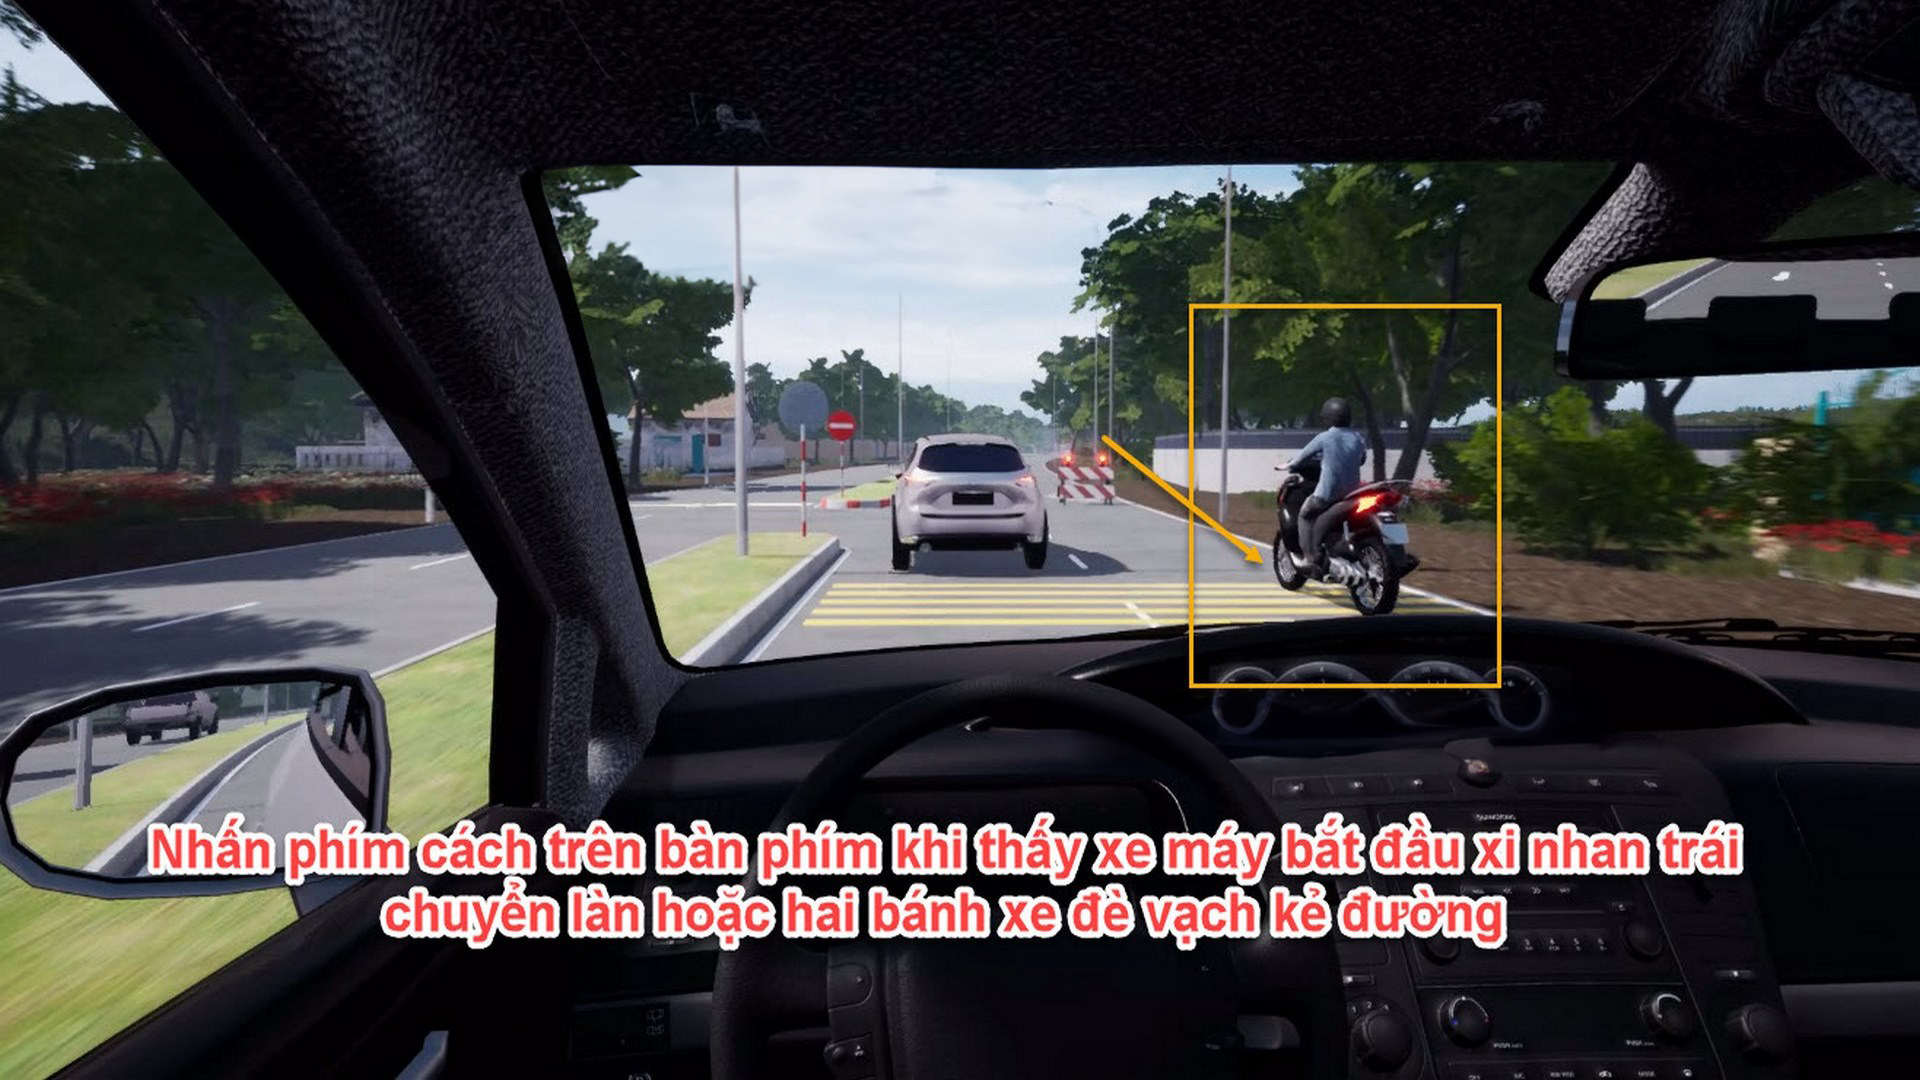 Nhấn phím cách trên bàn phím khi thấy xe máy bắt đầu xi nhan trái
chuyển làn hoặc hai bánh xe đè vạch kẻ đường